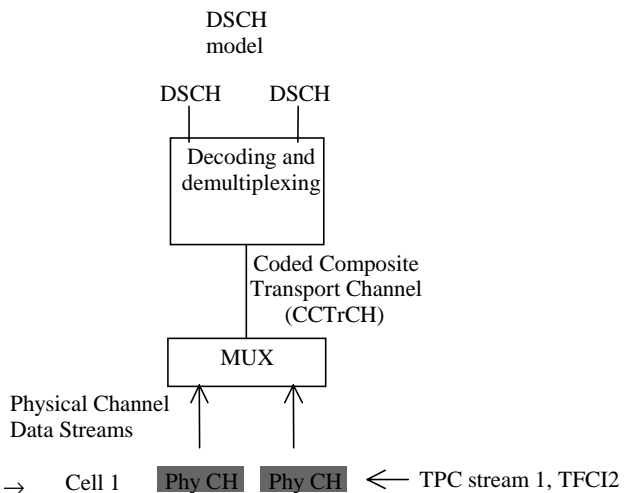 DSCH
model
DSCH DSCH
Decoding and
demultiplexing
Coded Composite
Transport Channel
(CCTrCH)
MUX
Physical Channel
Data Streams
→ Cell 1 Phy CH Phy CH ← TPC stream 1, TFCI2